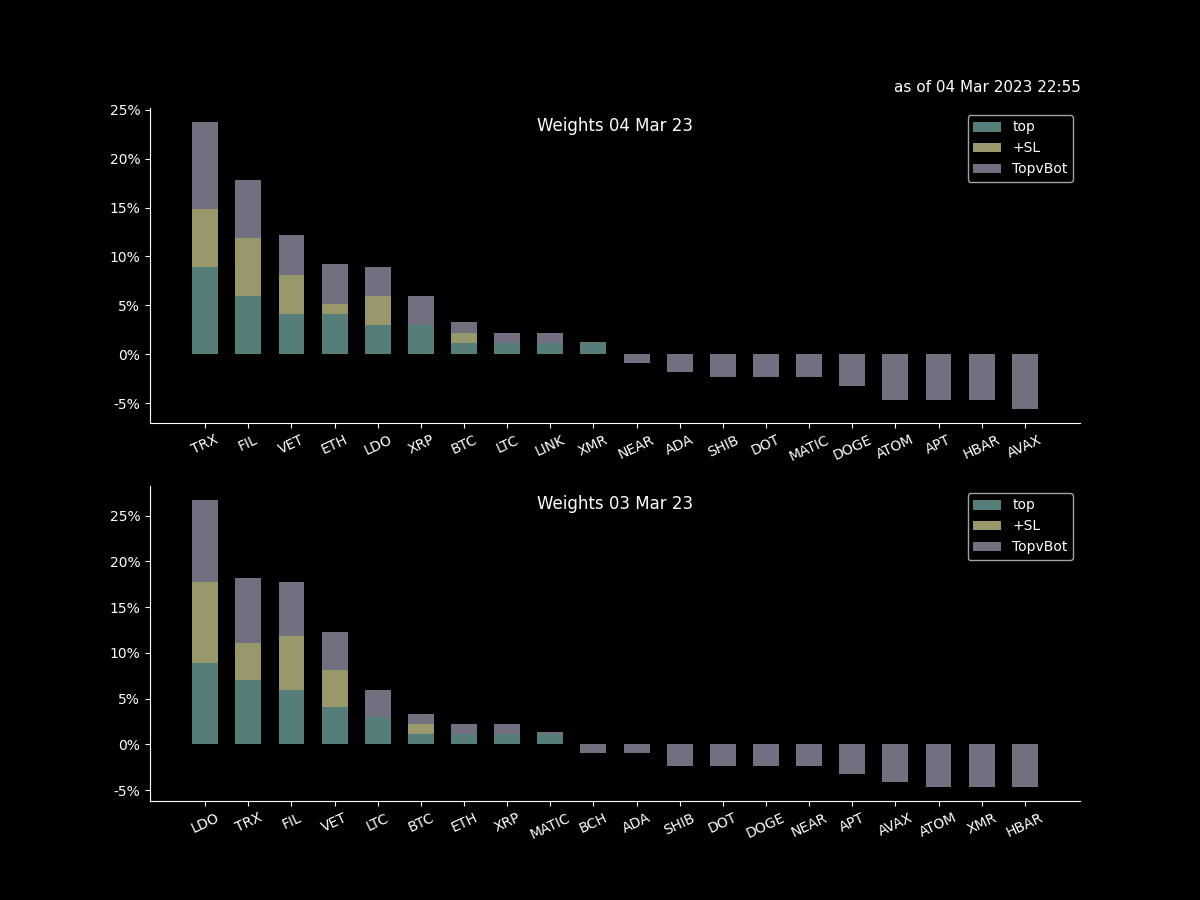 as of 04 Mar 2023 22:55
Weights 04 Mar 23
top
+SL
TopvBot
25%
20%
15%
10%
5%
0%
-5%
TRX FIL VET ETH LDO XRP BTC LTC LINK XMR NEAR ADA SHIB DOT MATIC DOGE ATOM APT HBAR AVAX
Weights 03 Mar 23
top
+SL
TopvBot
25%
20%
15%
10%
5%
0%
-5%
LDO TRX FIL VET LTC BTC ETH XRP MATIC BCH ADA SHIB DOT DOGE NEAR APT AVAX ATOM XMR HBAR